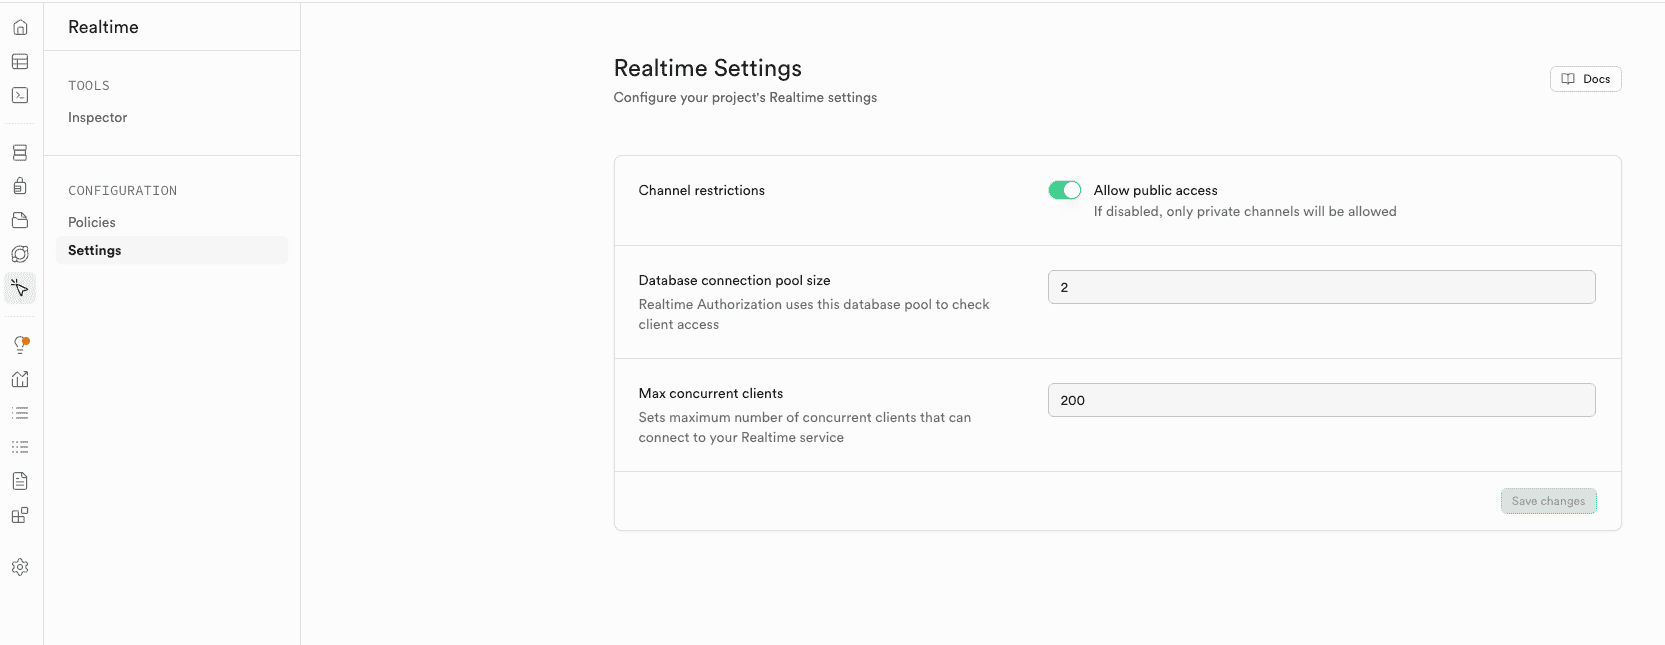 Realtime
TOOLS
Inspector
CONFIGURATION
Policies
Settings
Realtime Settings
Configure your project's Realtime settings
Docs
Channel restrictions
Allow public access
If disabled, only private channels will be allowed
Database connection pool size
Realtime Authorization uses this database pool to check
client access
2
Max concurrent clients
Sets maximum number of concurrent clients that can
connect to your Realtime service
200
Save changes